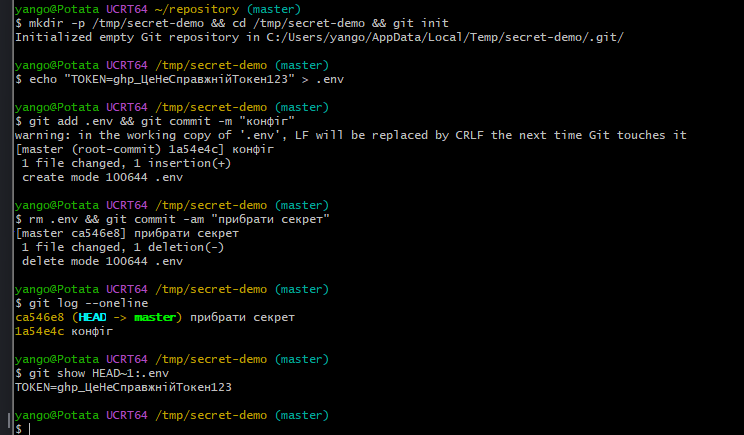 yango@Potata UCRT64 ~/repository (master)
$ mkdir -p /tmp/secret-demo && cd /tmp/secret-demo && git init
Initialized empty Git repository in C:/Users/yango/AppData/Local/Temp/secret-demo/.git/
yango@Potata UCRT64 /tmp/secret-demo (master)
$ echo "TOKEN=ghp_ЦеНеСправжнійТокен123" > .env
yango@Potata UCRT64 /tmp/secret-demo (master)
$ git add .env && git commit -m "конфіг"
warning: in the working copy of '.env', LF will be replaced by CRLF the next time Git touches it
[master (root-commit) 1a54e4c] конфіг
 1 file changed, 1 insertion(+)
 create mode 100644 .env
yango@Potata UCRT64 /tmp/secret-demo (master)
$ rm .env && git commit -am "прибрати секрет"
[master ca546e8] прибрати секрет
 1 file changed, 1 deletion(-)
 delete mode 100644 .env
yango@Potata UCRT64 /tmp/secret-demo (master)
$ git log --oneline
ca546e8 (HEAD -> master) прибрати секрет
1a54e4c конфіг
yango@Potata UCRT64 /tmp/secret-demo (master)
$ git show HEAD~1:.env
TOKEN=ghp_ЦеНеСправжнійТокен123
yango@Potata UCRT64 /tmp/secret-demo (master)
$